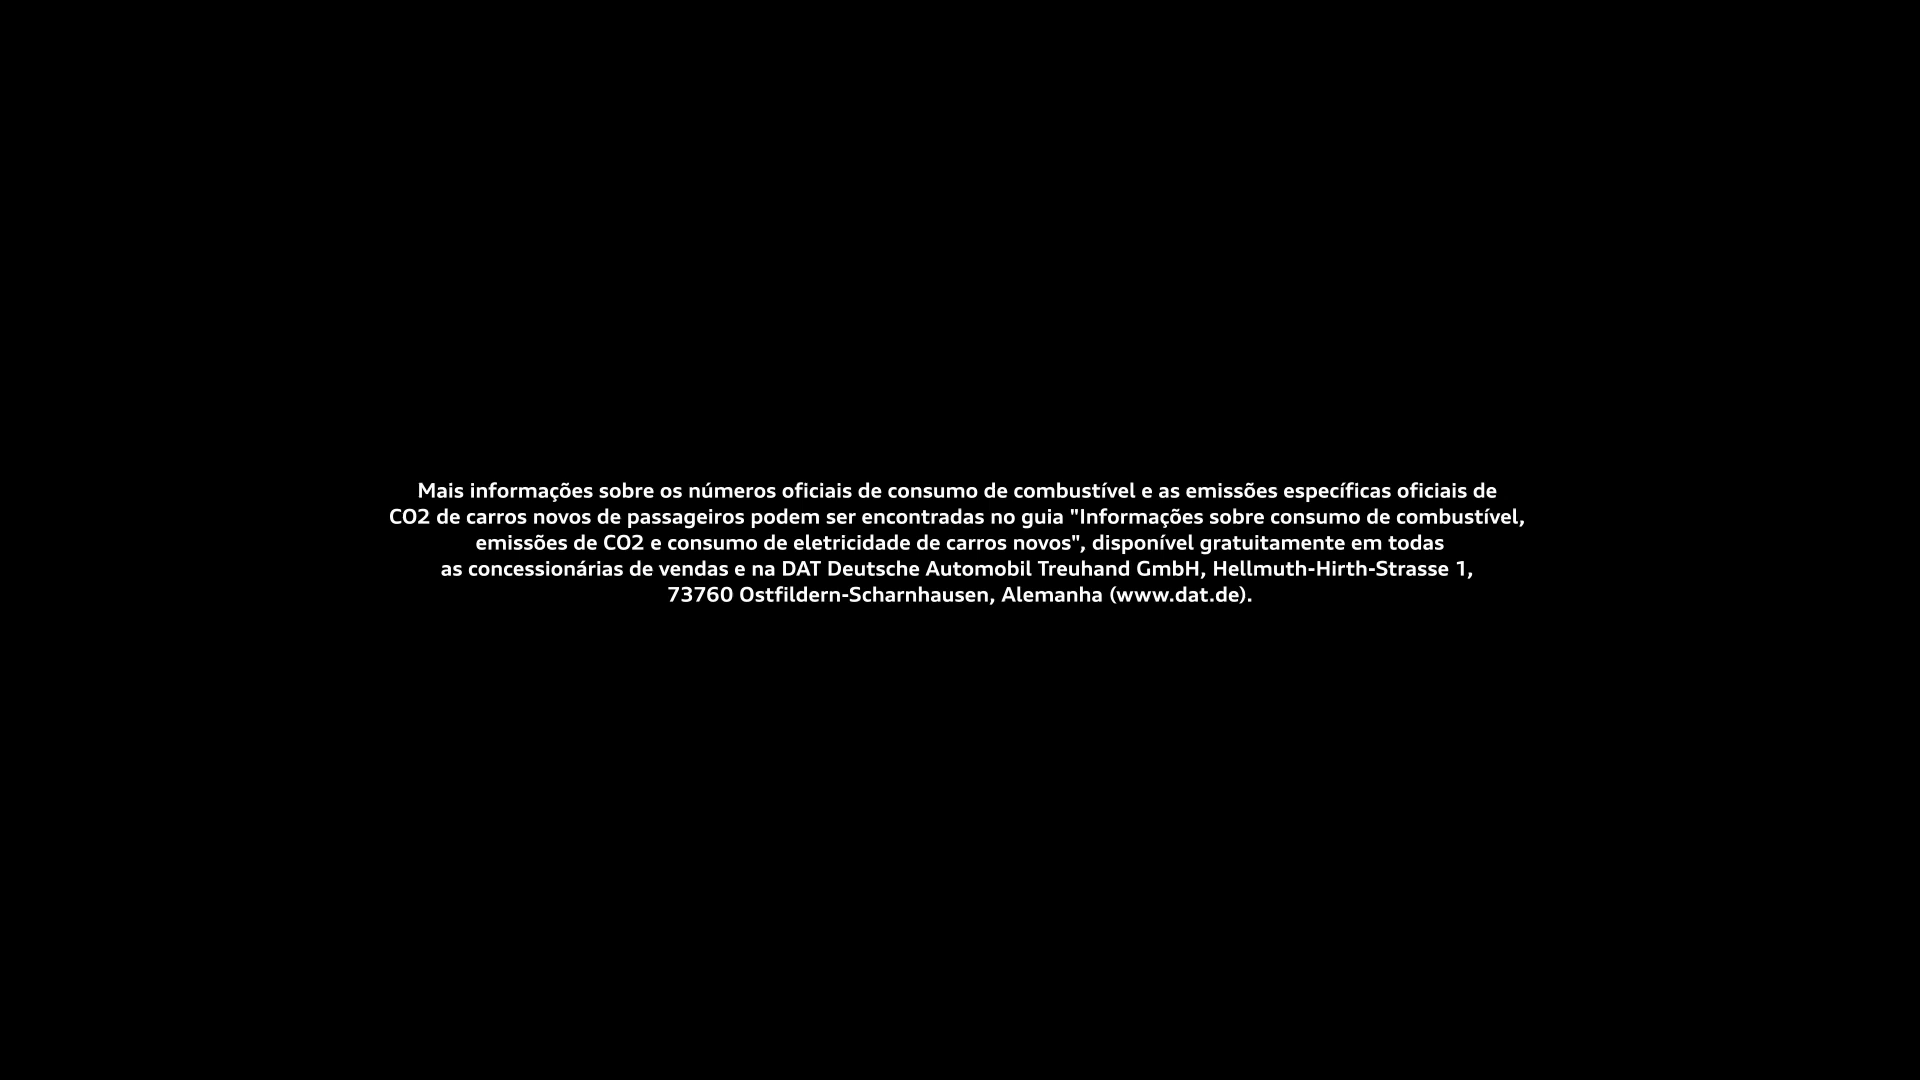 Mais informações sobre os números oficiais de consumo de combustível e as emissões específicas oficiais de
CO2 de carros novos de passageiros podem ser encontradas no guia "Informações sobre consumo de combustível,
emissões de CO2 e consumo de eletricidade de carros novos", disponível gratuitamente em todas
as concessionárias de vendas e na DAT Deutsche Automobil Treuhand GmbH, Hellmuth-Hirth-Strasse 1,
73760 Ostfildern-Scharnhausen, Alemanha (www.dat.de).